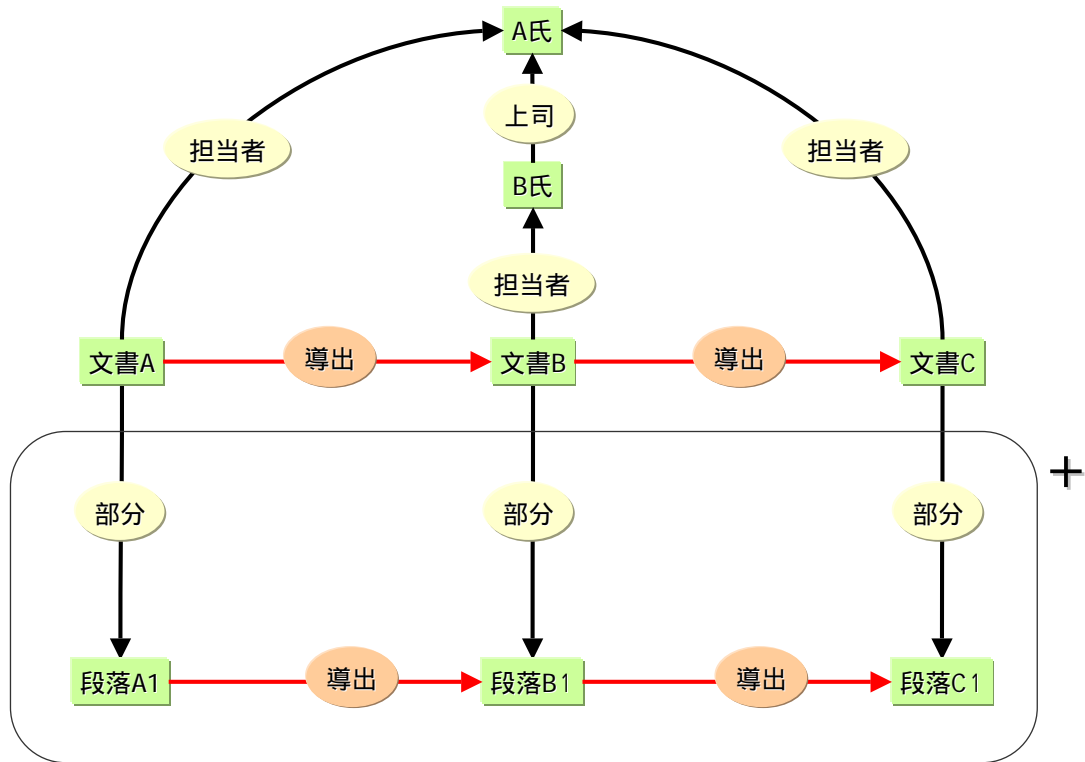 A氏
上司
担当者
担当者
B氏
担当者
文書A
導出
文書B
導出
文書C
+
部分
部分
部分
段落A1
導出
段落B1
導出
段落C1